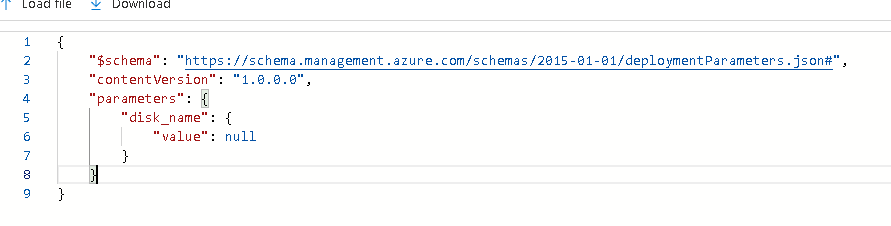 Load file Download
1 {
2 "$schema": "https://schema.management.azure.com/schemas/2015-01-01/deploymentParameters.json#",
3 "contentVersion": "1.0.0.0",
4 "parameters": {
5 "disk_name": {
6 "value": null
7 }
8 }
9 }